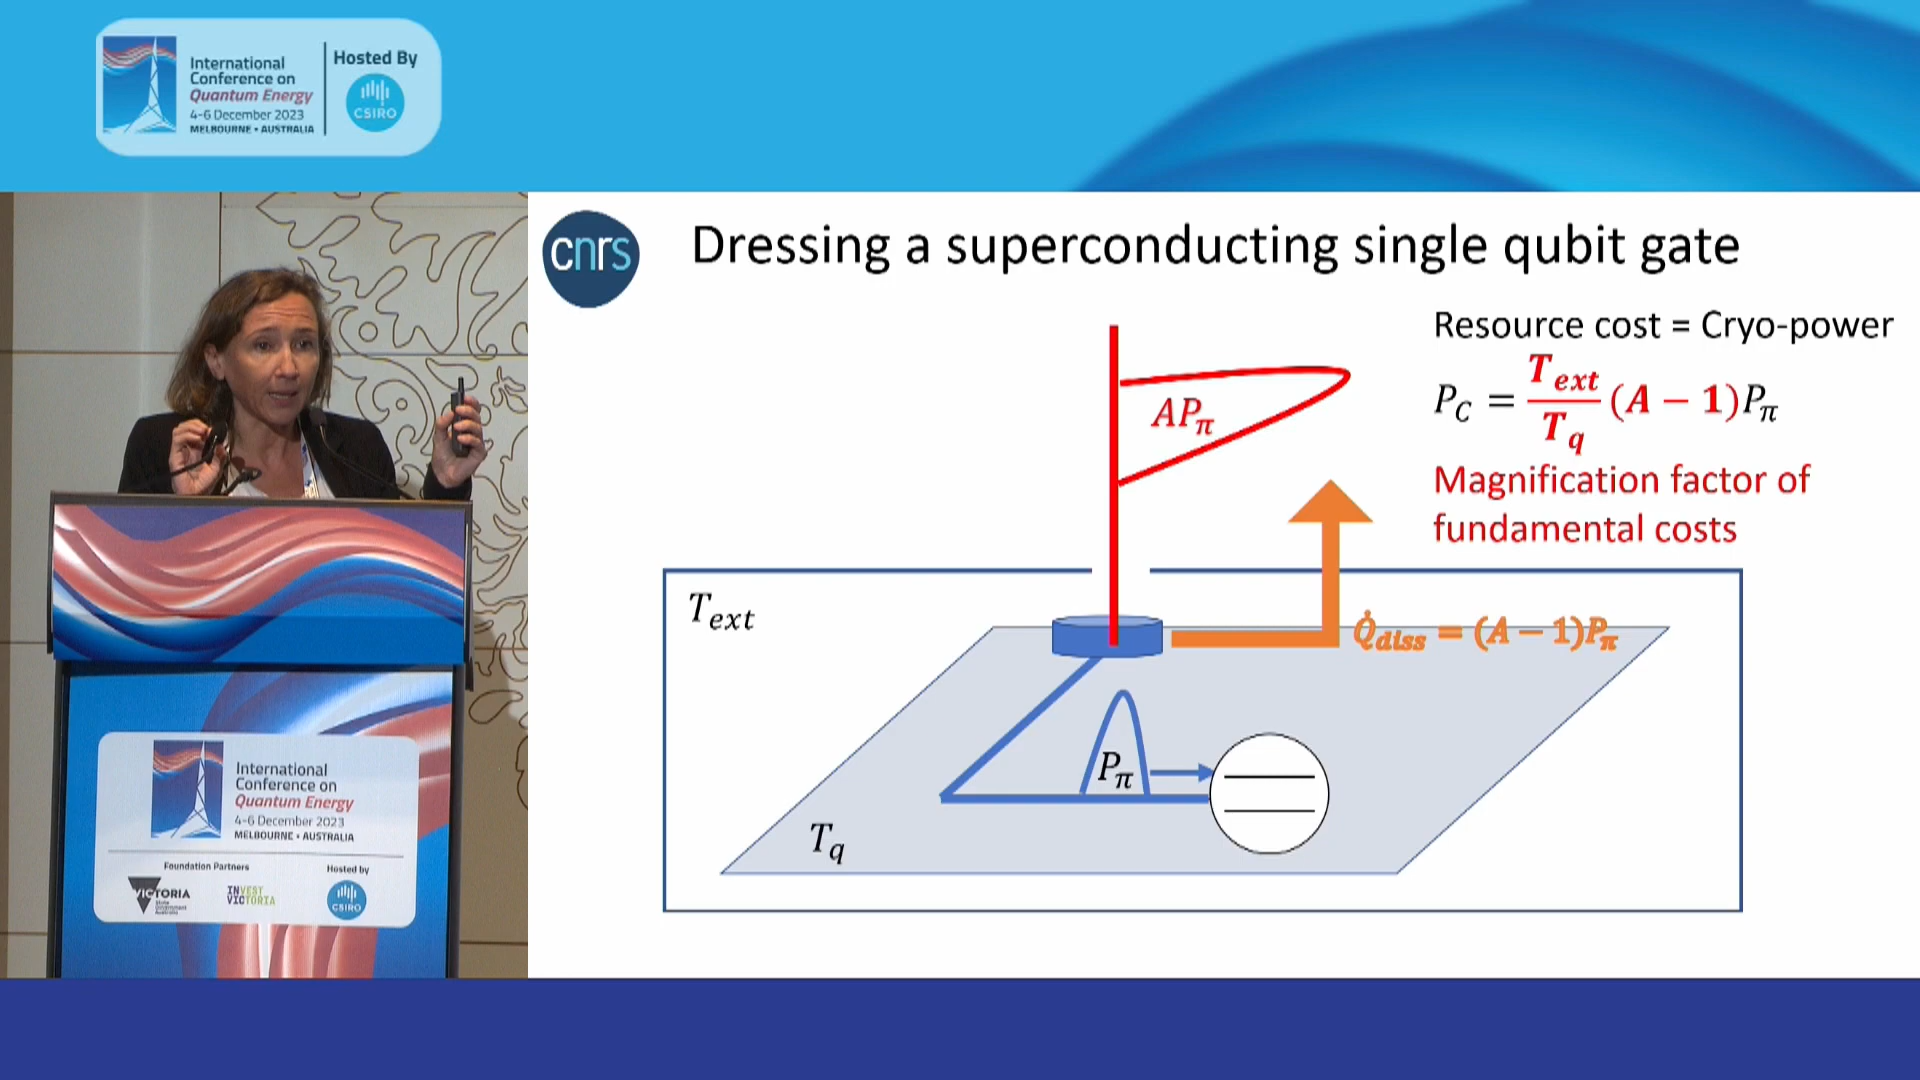 International
Conference on
Quantum Energy
4-6 December 2023
MELBOURNE • AUSTRALIA
Hosted By
CSIRO
cnrs
Dressing a superconducting single qubit gate
Resource cost = Cryo-power
P_C = T_ext/T_q (A − 1)P_π
Magnification factor of
fundamental costs
AP_π
T_ext
Q̇_diss = (A − 1)P_π
P_π
T_q
International
Conference on
Quantum Energy
4-6 December 2023
MELBOURNE • AUSTRALIA
Foundation Partners
Hosted by
VICTORIA
State
Government
INVEST
VICTORIA
CSIRO